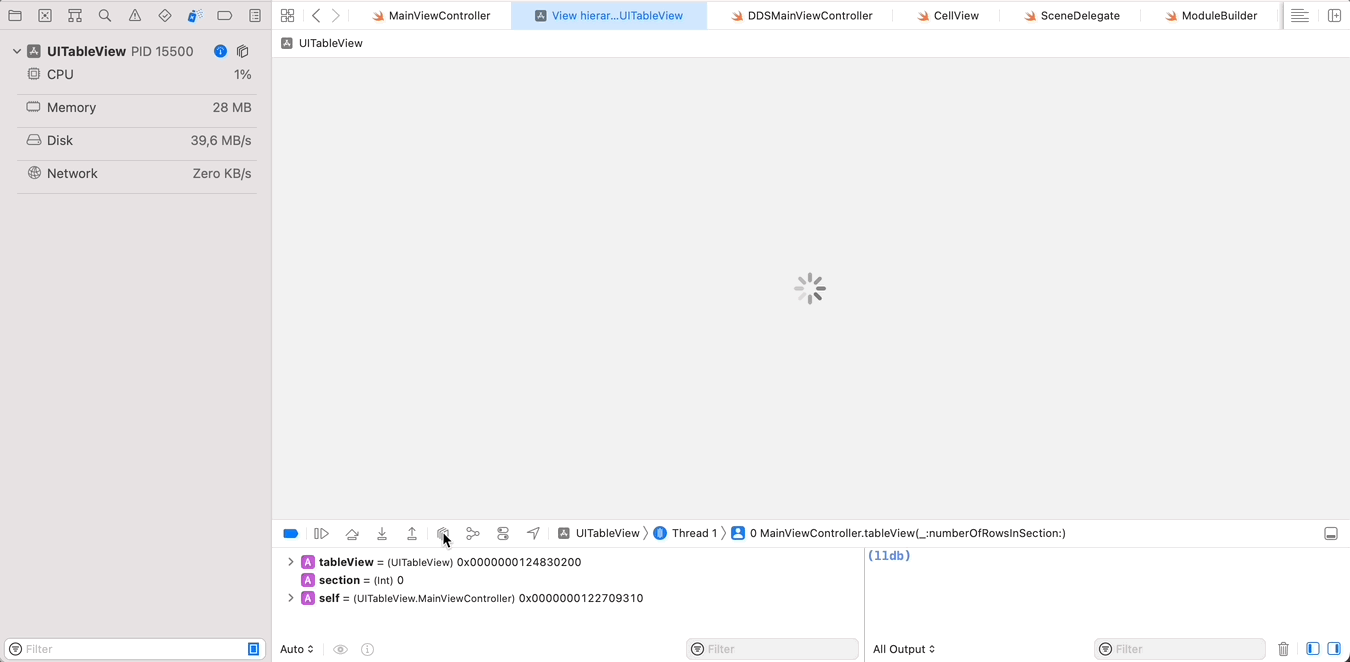 MainViewController
View hierar...UITableView
DDSMainViewController
CellView
SceneDelegate
ModuleBuilder
UITableView PID 15500
UITableView
CPU 1%
Memory 28 MB
Disk 39,6 MB/s
Network Zero KB/s
UITableView
Thread 1
0 MainViewController.tableView(_:numberOfRowsInSection:)
A tableView = (UITableView) 0x0000000124830200
A section = (Int) 0
A self = (UITableView.MainViewController) 0x0000000122709310
(lldb)
Filter
Auto
Filter
All Output
Filter